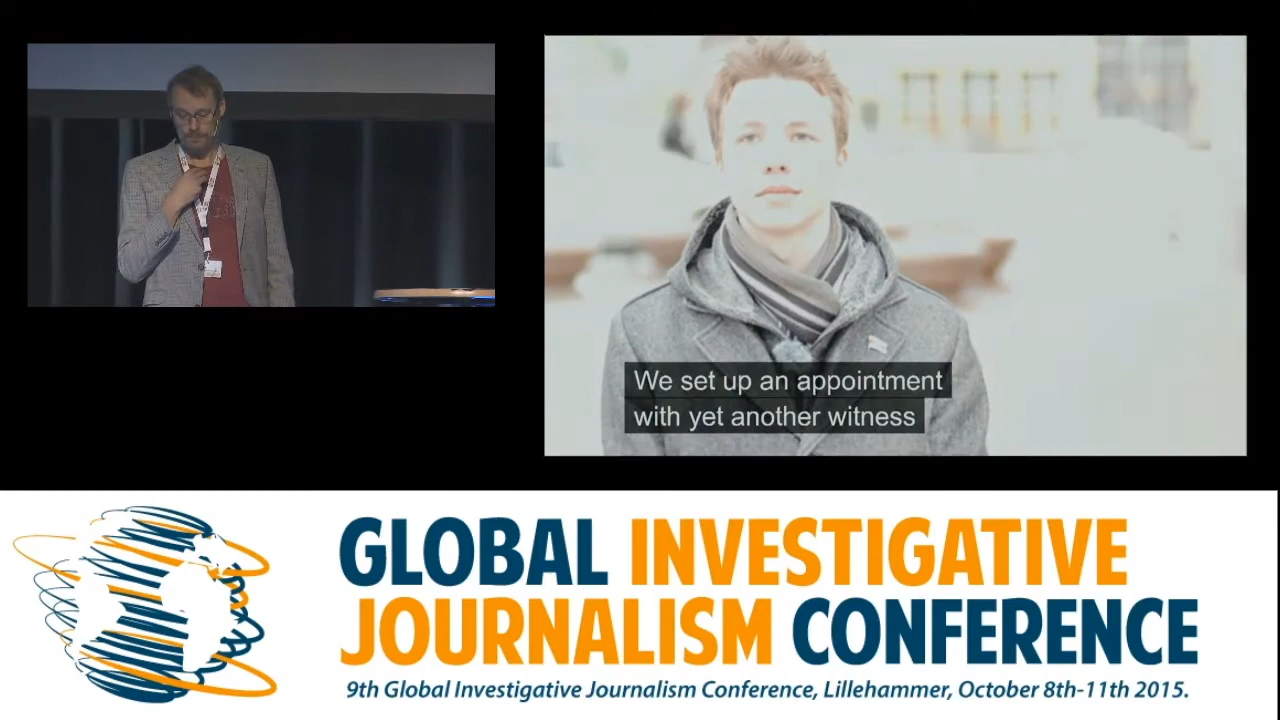 We set up an appointment
with yet another witness
GLOBAL INVESTIGATIVE
JOURNALISM CONFERENCE
9th Global Investigative Journalism Conference, Lillehammer, October 8th-11th 2015.